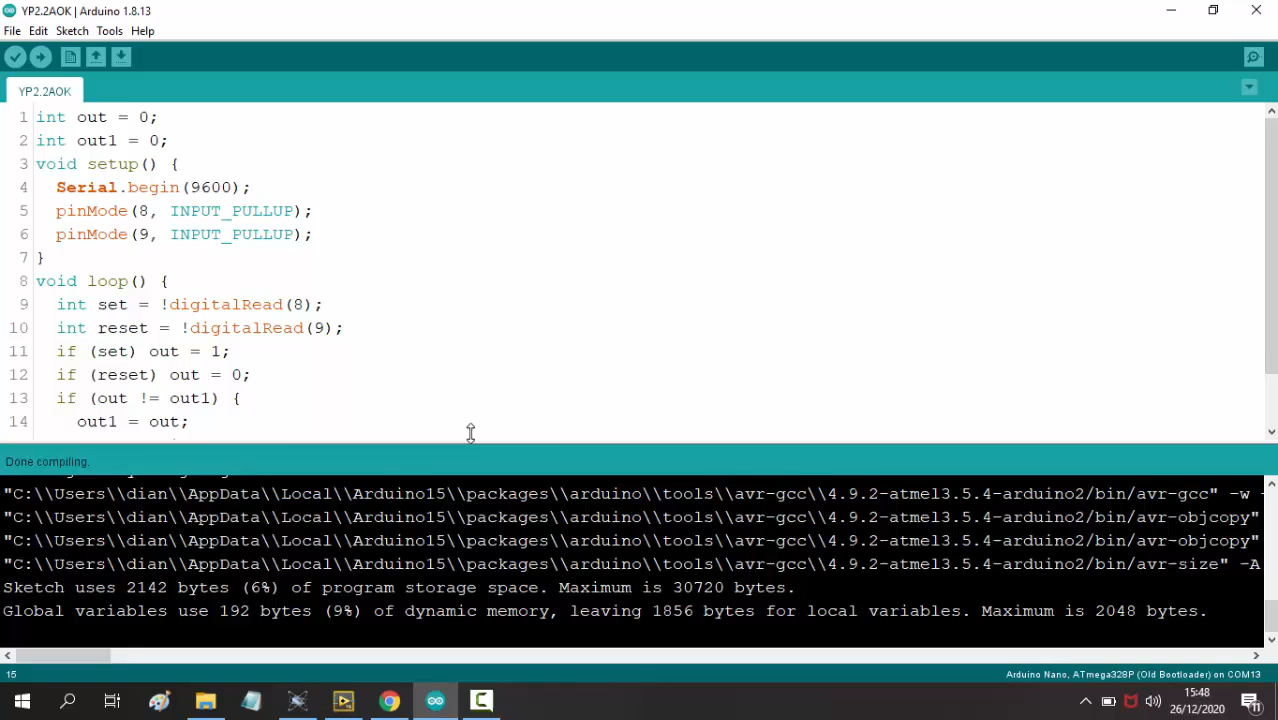 YP2.2AOK | Arduino 1.8.13
File Edit Sketch Tools Help
YP2.2AOK
1 int out = 0;
2 int out1 = 0;
3 void setup() {
4 Serial.begin(9600);
5 pinMode(8, INPUT_PULLUP);
6 pinMode(9, INPUT_PULLUP);
7 }
8 void loop() {
9 int set = !digitalRead(8);
10 int reset = !digitalRead(9);
11 if (set) out = 1;
12 if (reset) out = 0;
13 if (out != out1) {
14 out1 = out;
Done compiling.
"C:\\Users\\dian\\AppData\\Local\\Arduino15\\packages\\arduino\\tools\\avr-gcc\\4.9.2-atmel3.5.4-arduino2/bin/avr-gcc" -w -
"C:\\Users\\dian\\AppData\\Local\\Arduino15\\packages\\arduino\\tools\\avr-gcc\\4.9.2-atmel3.5.4-arduino2/bin/avr-objcopy"
"C:\\Users\\dian\\AppData\\Local\\Arduino15\\packages\\arduino\\tools\\avr-gcc\\4.9.2-atmel3.5.4-arduino2/bin/avr-objcopy"
"C:\\Users\\dian\\AppData\\Local\\Arduino15\\packages\\arduino\\tools\\avr-gcc\\4.9.2-atmel3.5.4-arduino2/bin/avr-size" -A
Sketch uses 2142 bytes (6%) of program storage space. Maximum is 30720 bytes.
Global variables use 192 bytes (9%) of dynamic memory, leaving 1856 bytes for local variables. Maximum is 2048 bytes.
15 Arduino Nano, ATmega328P (Old Bootloader) on COM13
15:48
26/12/2020
11